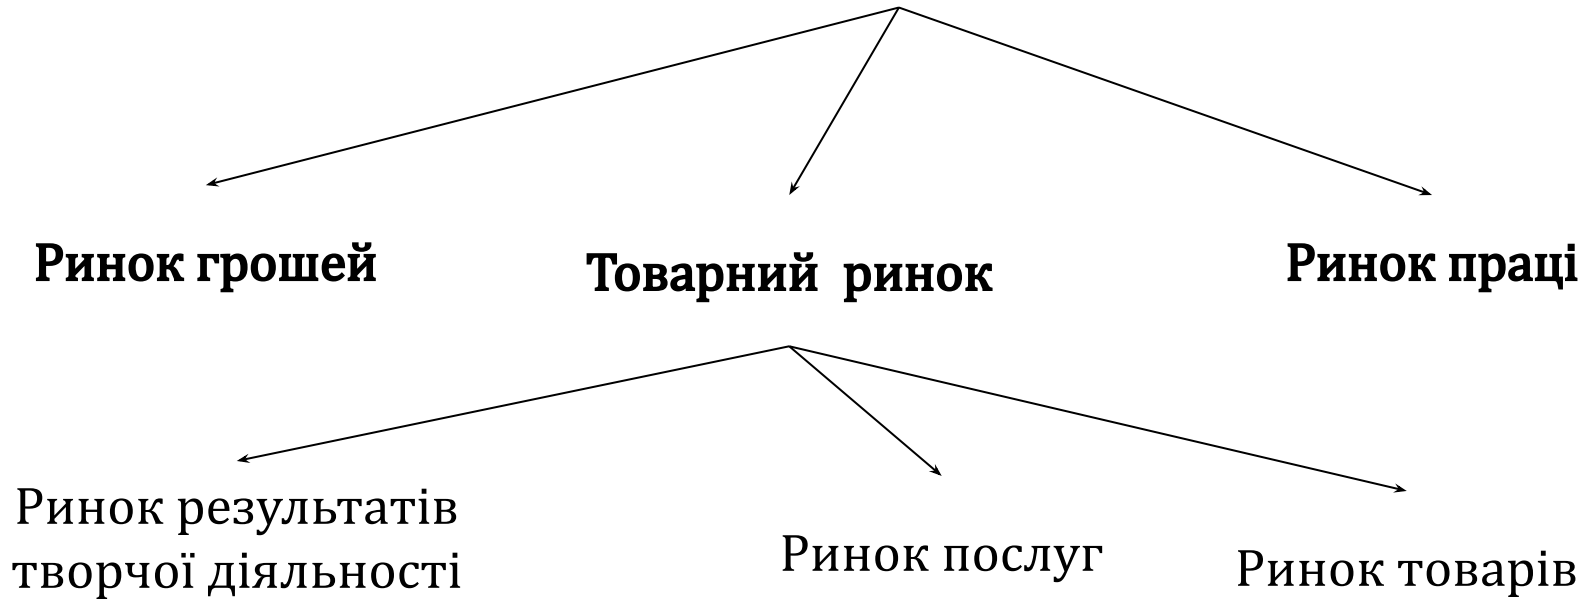 Ринок грошей
Товарний ринок
Ринок праці
Ринок результатів
творчої діяльності
Ринок послуг
Ринок товарів